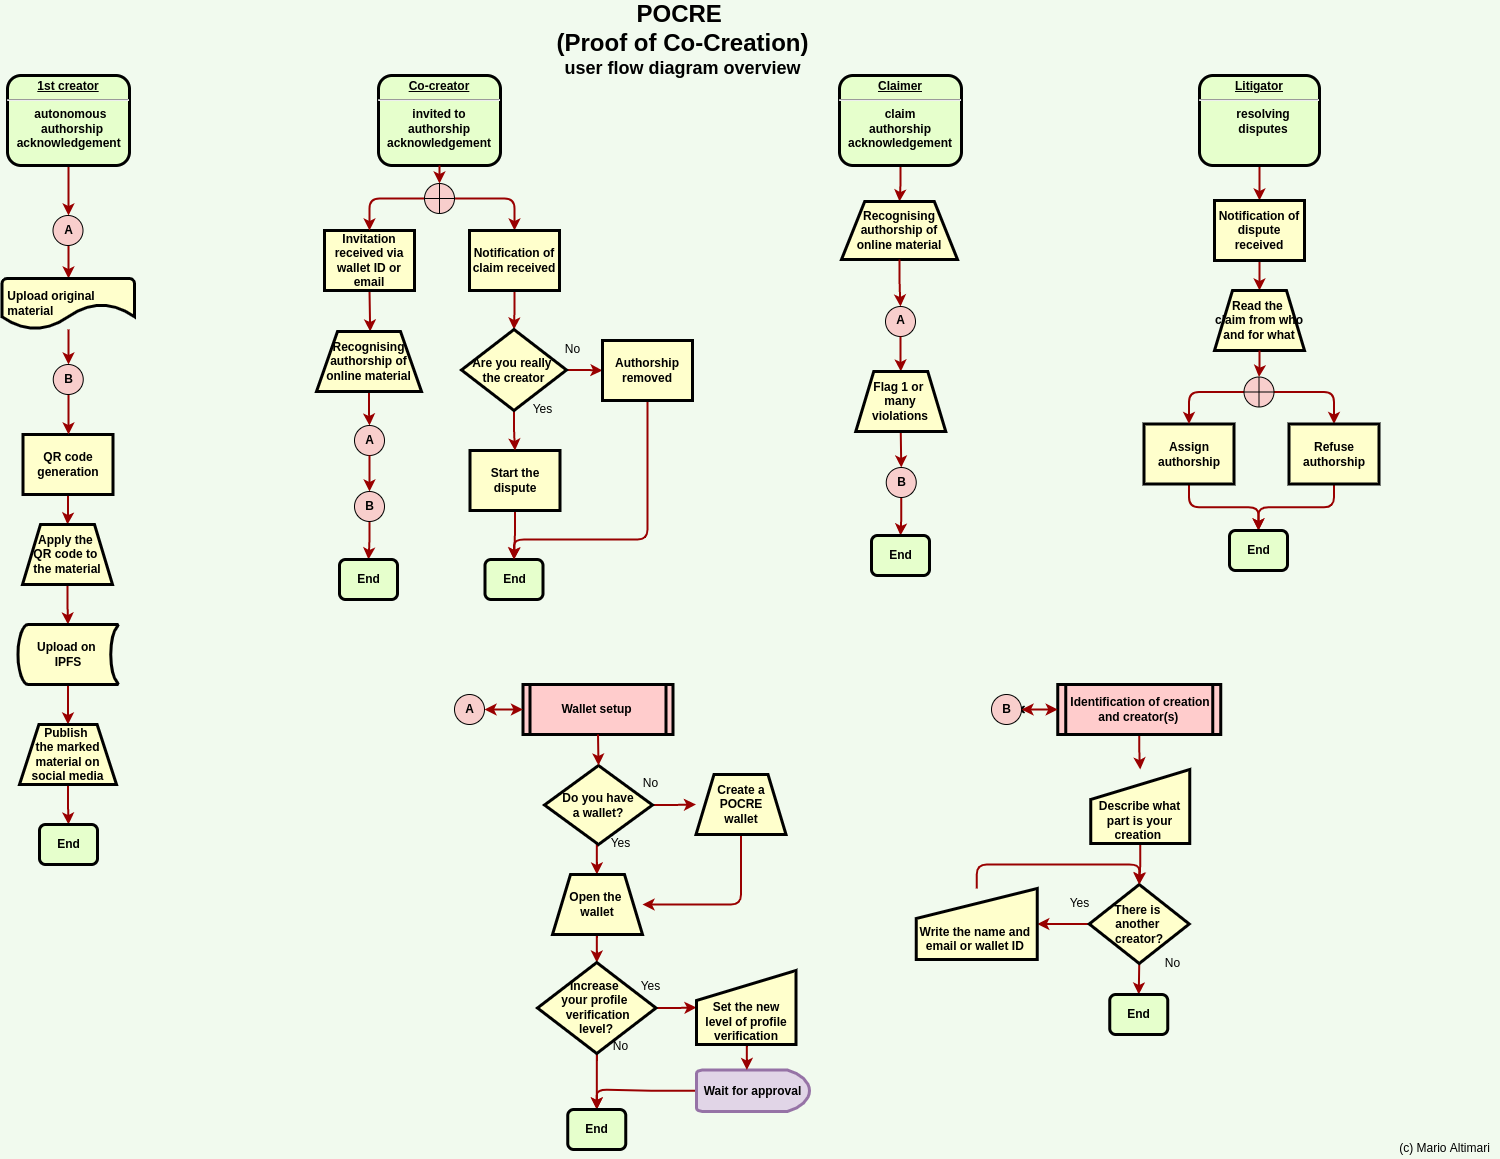 POCRE
(Proof of Co-Creation)
user flow diagram overview
1st creator
autonomous
authorship
acknowledgement
A
Upload original
material
B
QR code
generation
Apply the
QR code to
the material
Upload on
IPFS
Publish
the marked
material on
social media
End
Co-creator
invited to
authorship
acknowledgement
Invitation
received via
wallet ID or
email
Recognising
authorship of
online material
A
B
End
Notification of
claim received
Are you really
the creator
No
Authorship
removed
Yes
Start the
dispute
End
Claimer
claim
authorship
acknowledgement
Recognising
authorship of
online material
A
Flag 1 or
many
violations
B
End
Litigator
resolving
disputes
Notification of
dispute
received
Read the
claim from who
and for what
Assign
authorship
Refuse
authorship
End
A
Wallet setup
Do you have
a wallet?
No
Create a
POCRE
wallet
Yes
Open the
wallet
Increase
your profile
verification
level?
Yes
Set the new
level of profile
verification
No
Wait for approval
End
B
Identification of creation
and creator(s)
Describe what
part is your
creation
There is
another
creator?
Yes
Write the name and
email or wallet ID
No
End
(c) Mario Altimari